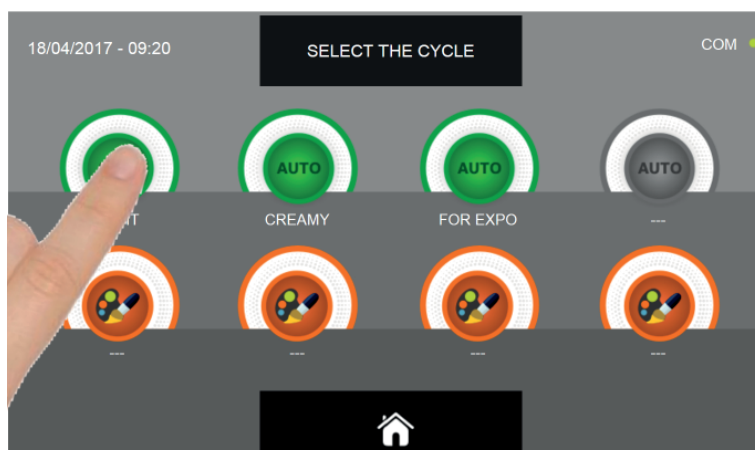 18/04/2017 - 09:20
SELECT THE CYCLE
COM
AUTO
AUTO
AUTO
CREAMY
FOR EXPO
---
---
---
---
---